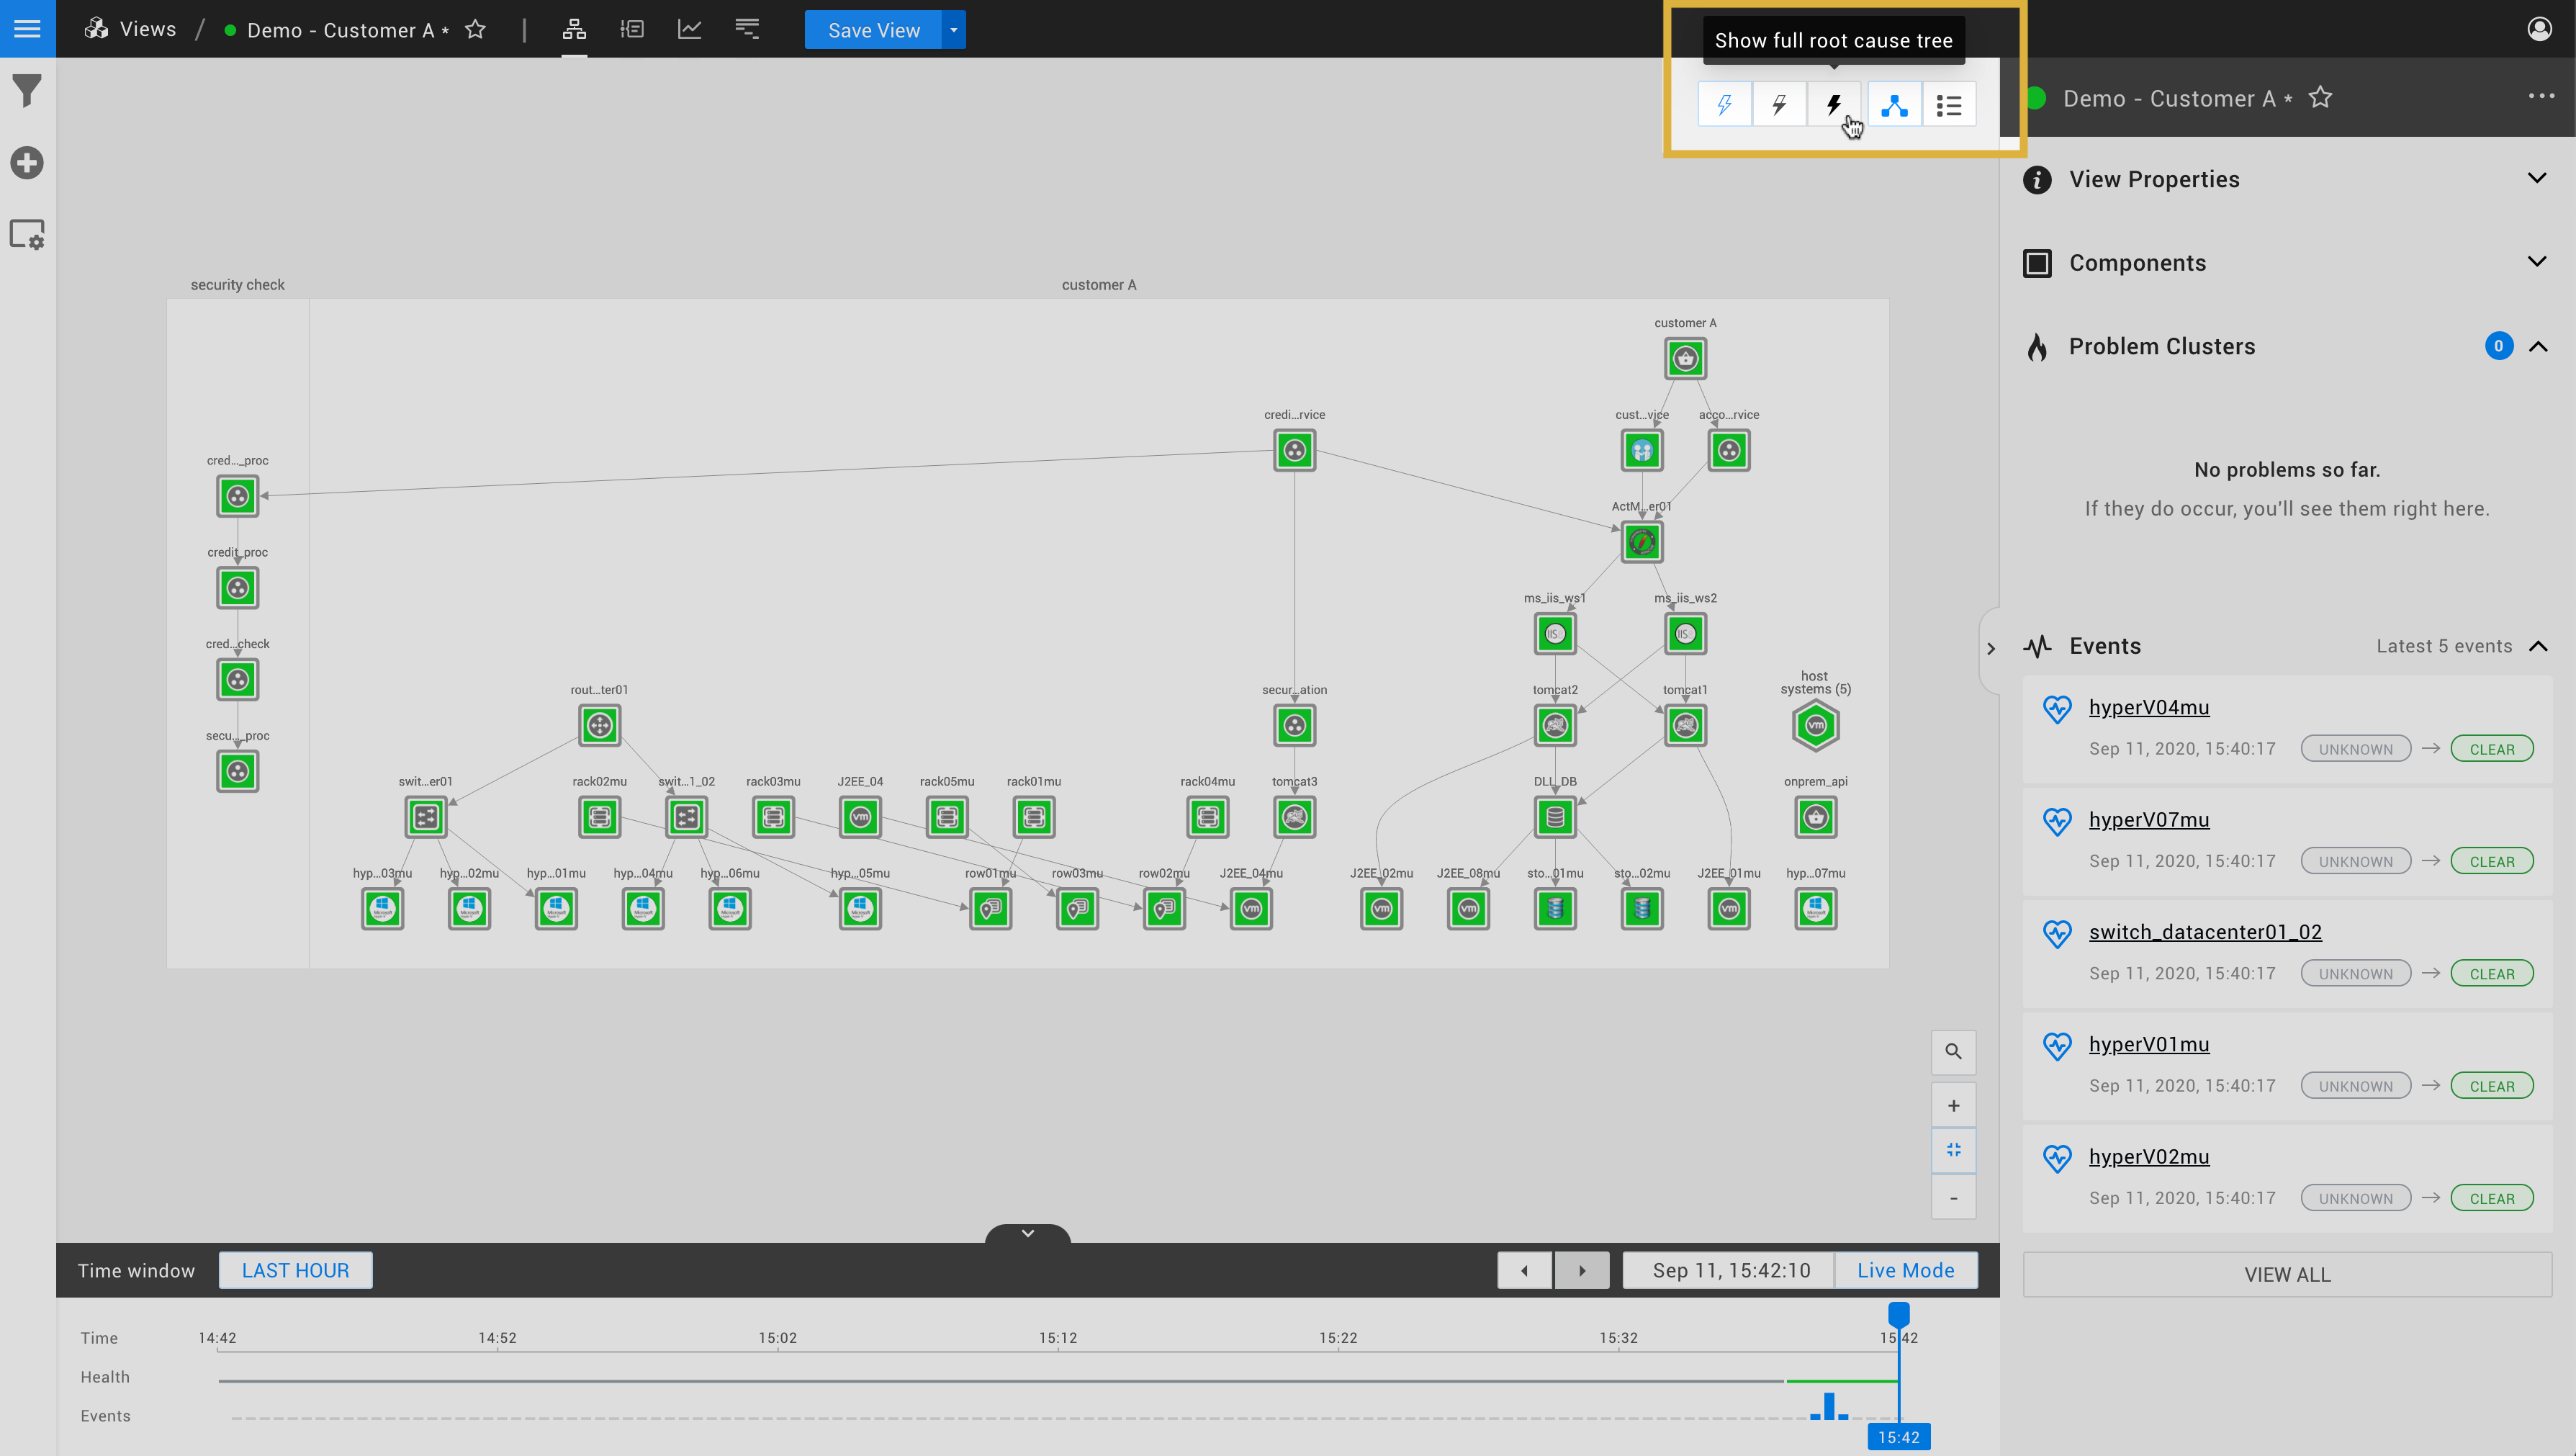 Views / Demo - Customer A * | Save View
Show full root cause tree
Demo - Customer A *
View Properties
Components
Problem Clusters 0
No problems so far.
If they do occur, you'll see them right here.
Events Latest 5 events
hyperV04mu
Sep 11, 2020, 15:40:17 UNKNOWN → CLEAR
hyperV07mu
Sep 11, 2020, 15:40:17 UNKNOWN → CLEAR
switch_datacenter01_02
Sep 11, 2020, 15:40:17 UNKNOWN → CLEAR
hyperV01mu
Sep 11, 2020, 15:40:17 UNKNOWN → CLEAR
hyperV02mu
Sep 11, 2020, 15:40:17 UNKNOWN → CLEAR
VIEW ALL
security check customer A
customer A
credi...rvice cust...vice acco...rvice
cred..._proc
ActM...er01
credit_proc
ms_iis_ws1 ms_iis_ws2
IIS IIS
cred...check
host
systems (5)
rout...ter01 secur...ation tomcat2 tomcat1
vm
secu..._proc
swit...er01 rack02mu swit...1_02 rack03mu J2EE_04 rack05mu rack01mu rack04mu tomcat3 DLL_DB onprem_api
vm
hyp...03mu hyp...02mu hyp...01mu hyp...04mu hyp...06mu hyp...05mu row01mu row03mu row02mu J2EE_04mu J2EE_02mu J2EE_08mu sto...01mu sto...02mu J2EE_01mu hyp...07mu
vm vm vm vm
+
-
Time window LAST HOUR Sep 11, 15:42:10 Live Mode
Time 14:42 14:52 15:02 15:12 15:22 15:32 15:42
Health
Events
15:42